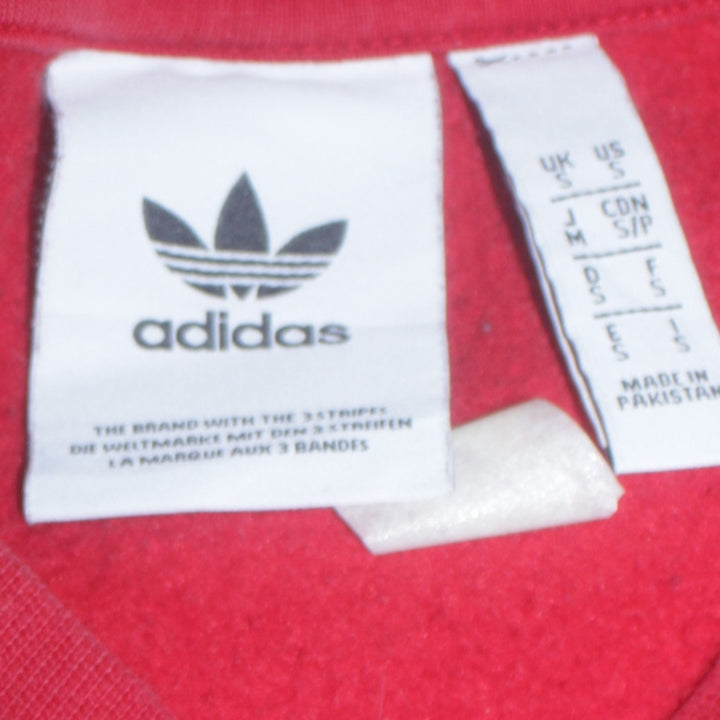 adidas
THE BRAND WITH THE 3 STRIPES
DIE WELTMARKE MIT DEN 3 STREIFEN
LA MARQUE AUX 3 BANDES
UK US
S S
J CDN
M S/P
D F
S S
E I
S S
MADE IN
PAKISTAN